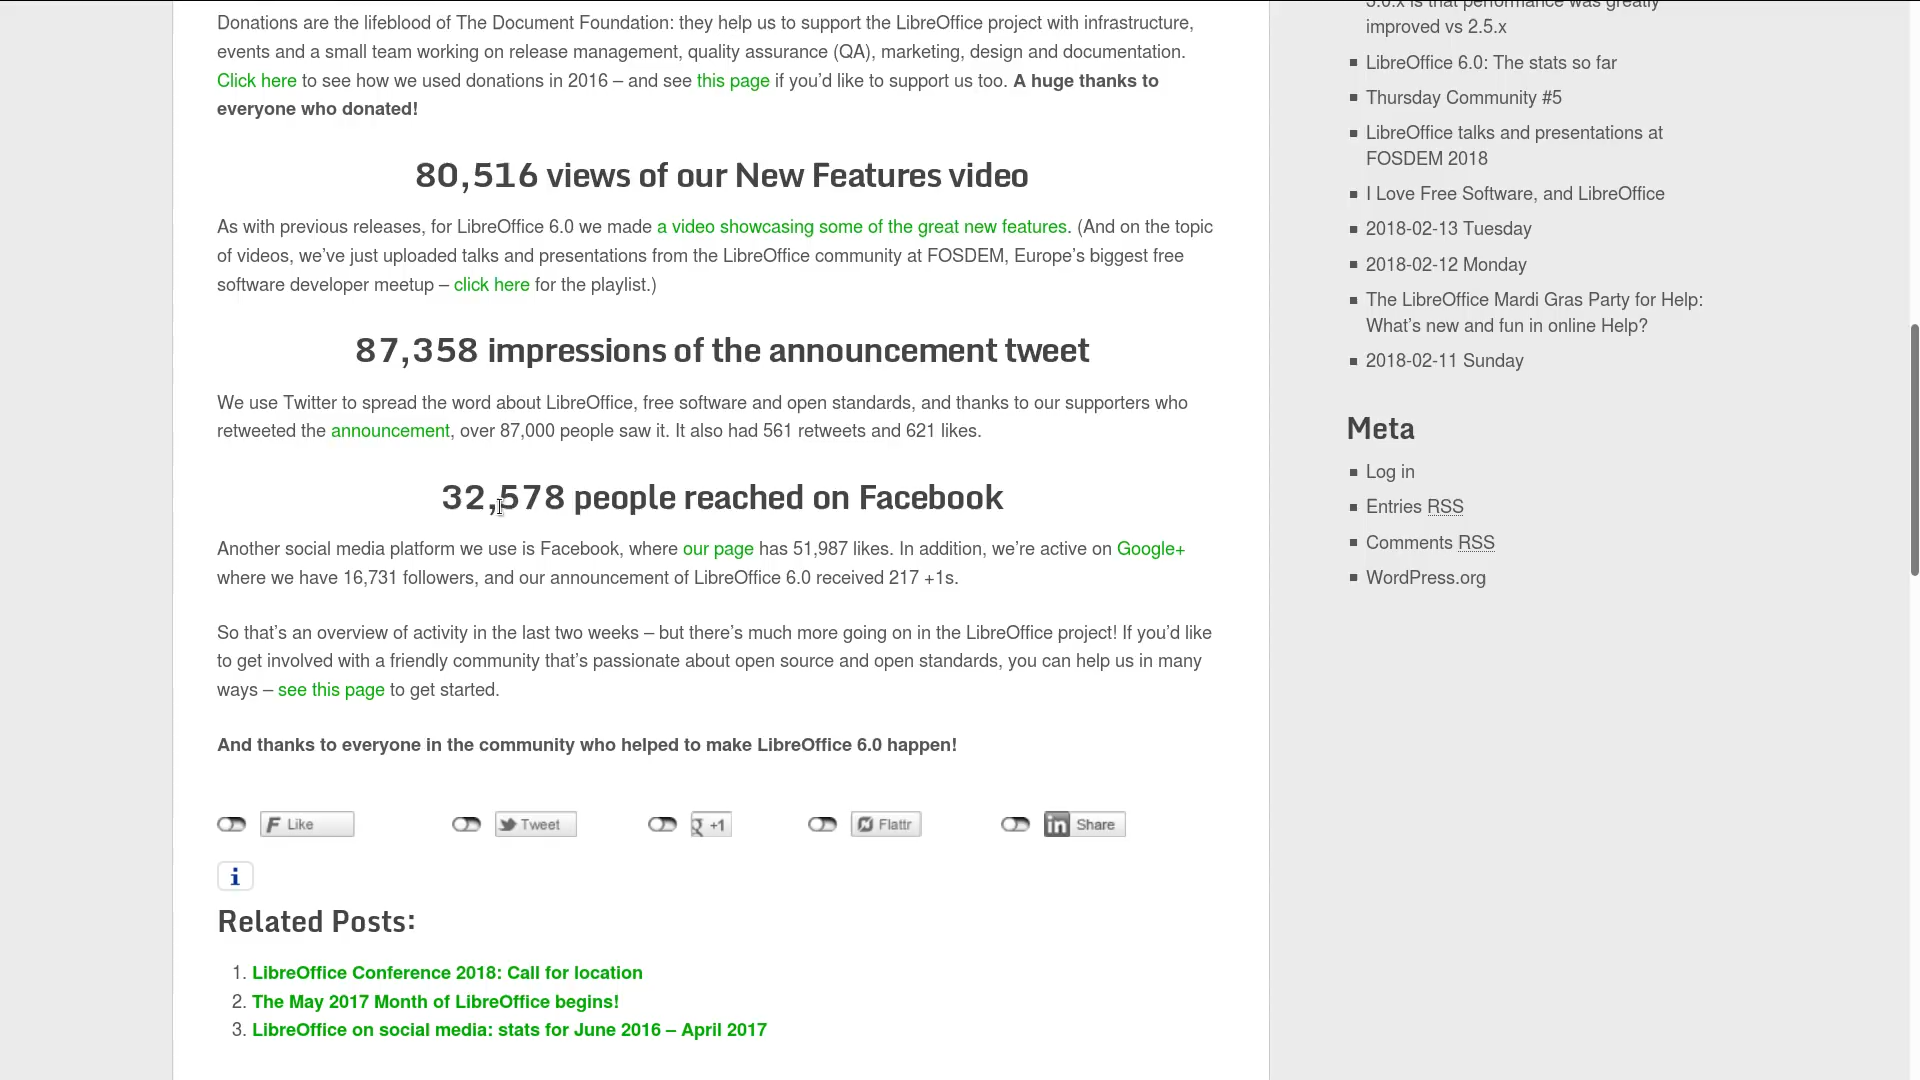 Donations are the lifeblood of The Document Foundation: they help us to support the LibreOffice project with infrastructure,
events and a small team working on release management, quality assurance (QA), marketing, design and documentation.
Click here to see how we used donations in 2016 – and see this page if you’d like to support us too. A huge thanks to
everyone who donated!
80,516 views of our New Features video
As with previous releases, for LibreOffice 6.0 we made a video showcasing some of the great new features. (And on the topic
of videos, we’ve just uploaded talks and presentations from the LibreOffice community at FOSDEM, Europe’s biggest free
software developer meetup – click here for the playlist.)
87,358 impressions of the announcement tweet
We use Twitter to spread the word about LibreOffice, free software and open standards, and thanks to our supporters who
retweeted the announcement, over 87,000 people saw it. It also had 561 retweets and 621 likes.
32,578 people reached on Facebook
Another social media platform we use is Facebook, where our page has 51,987 likes. In addition, we’re active on Google+
where we have 16,731 followers, and our announcement of LibreOffice 6.0 received 217 +1s.
So that’s an overview of activity in the last two weeks – but there’s much more going on in the LibreOffice project! If you’d like
to get involved with a friendly community that’s passionate about open source and open standards, you can help us in many
ways – see this page to get started.
And thanks to everyone in the community who helped to make LibreOffice 6.0 happen!
Like
Tweet
+1
Flattr
in Share
i
Related Posts:
1. LibreOffice Conference 2018: Call for location
2. The May 2017 Month of LibreOffice begins!
3. LibreOffice on social media: stats for June 2016 – April 2017
3.0.x is that performance was greatly
improved vs 2.5.x
LibreOffice 6.0: The stats so far
Thursday Community #5
LibreOffice talks and presentations at
FOSDEM 2018
I Love Free Software, and LibreOffice
2018-02-13 Tuesday
2018-02-12 Monday
The LibreOffice Mardi Gras Party for Help:
What’s new and fun in online Help?
2018-02-11 Sunday
Meta
Log in
Entries RSS
Comments RSS
WordPress.org